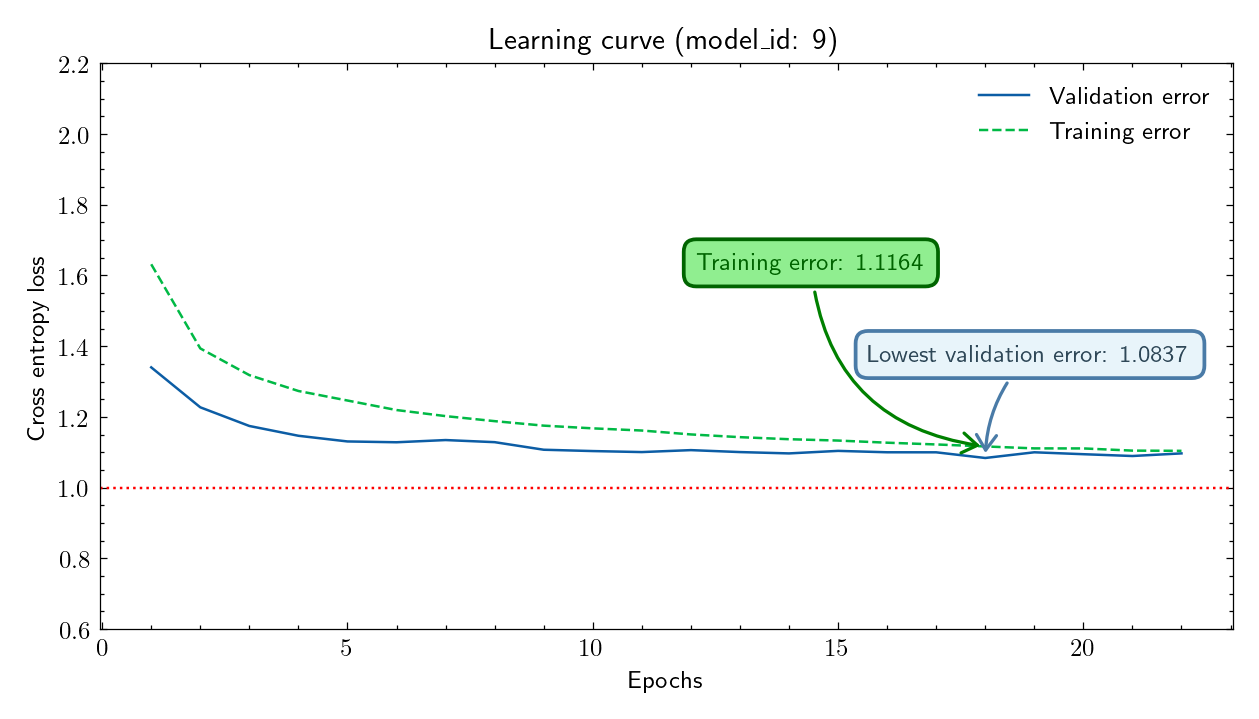 Learning curve (model_id: 9)
2.2
2.0
1.8
1.6
1.4
1.2
1.0
0.8
0.6
Cross entropy loss
Validation error
Training error
Training error: 1.1164
Lowest validation error: 1.0837
0 5 10 15 20
Epochs